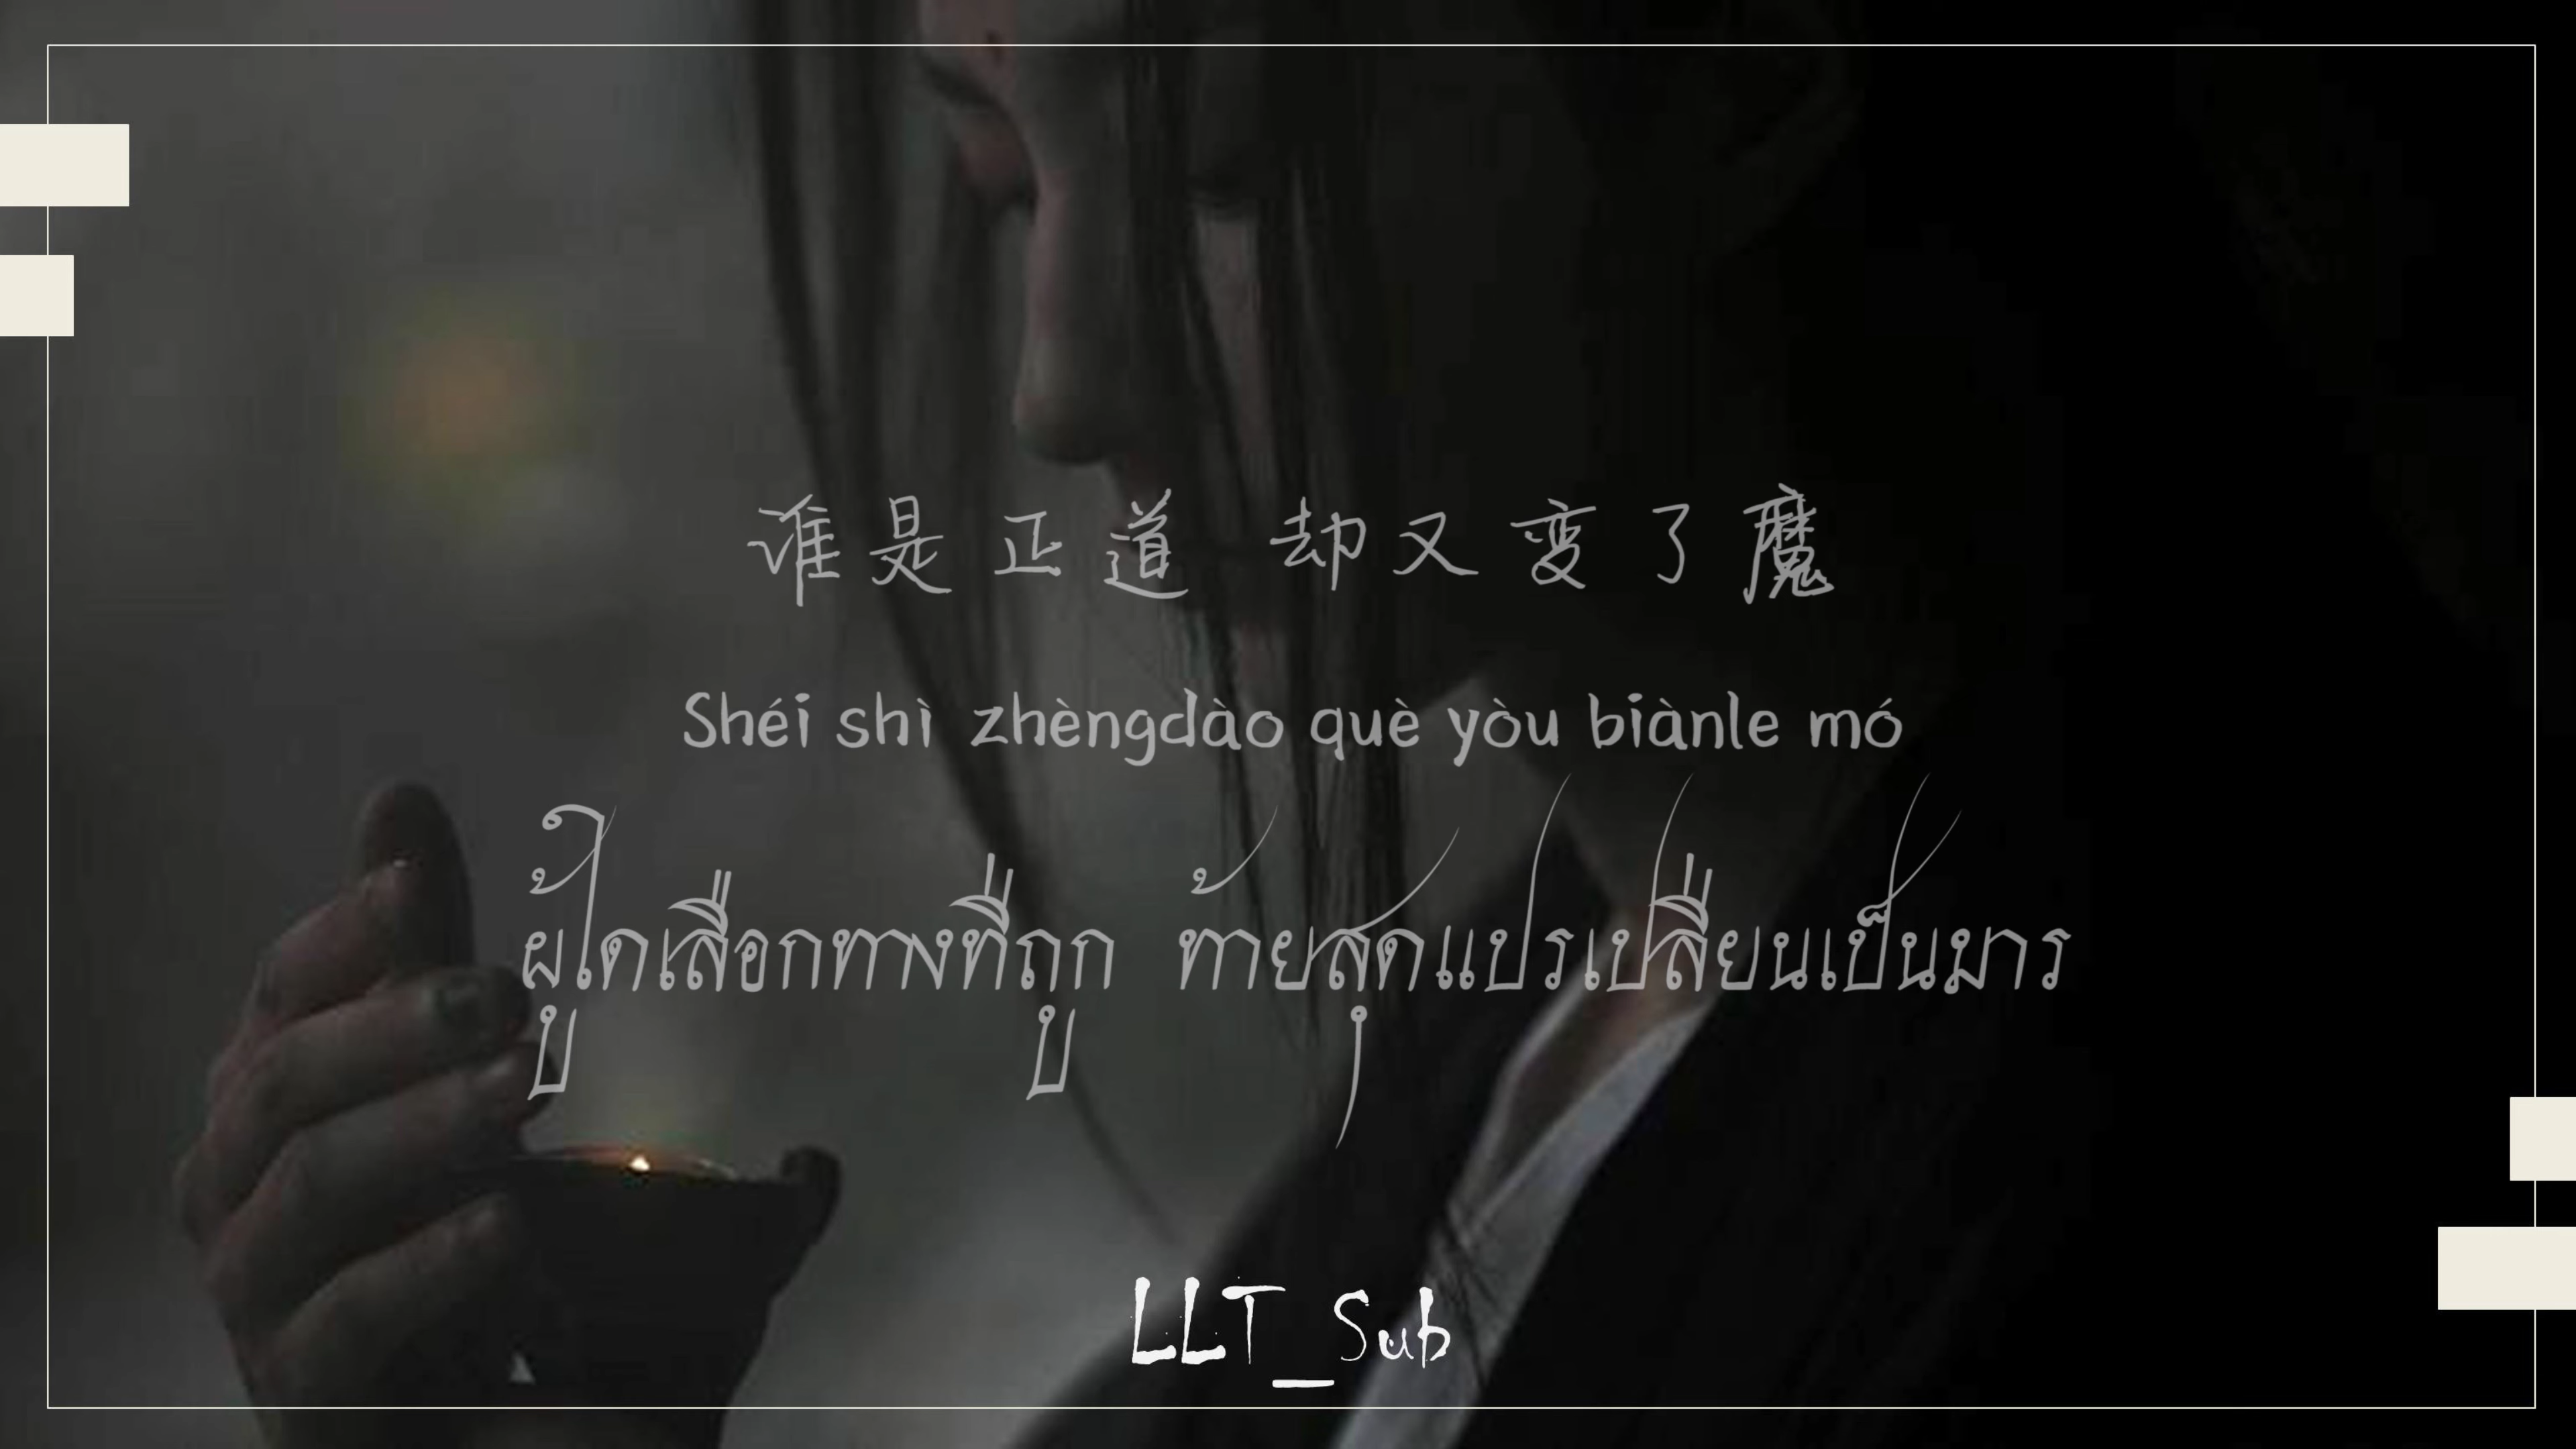 谁是正道 却又变了魔
Shéi shì zhèngdào què yòu biànle mó
ผู้ใดเลือกทางที่ถูก ท้ายสุดแปรเปลี่ยนเป็นมาร
LLT_Sub